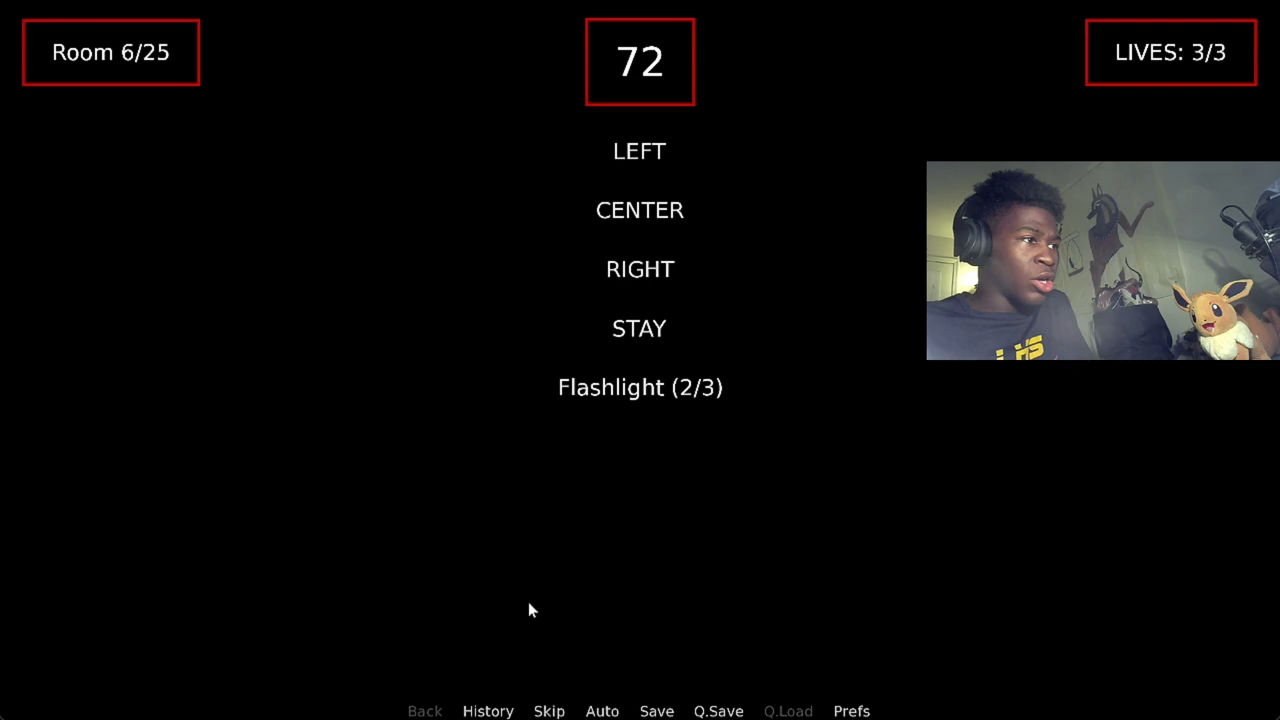 Room 6/25
72
LIVES: 3/3
LEFT
CENTER
RIGHT
STAY
Flashlight (2/3)
LHS
Back History Skip Auto Save Q.Save Q.Load Prefs